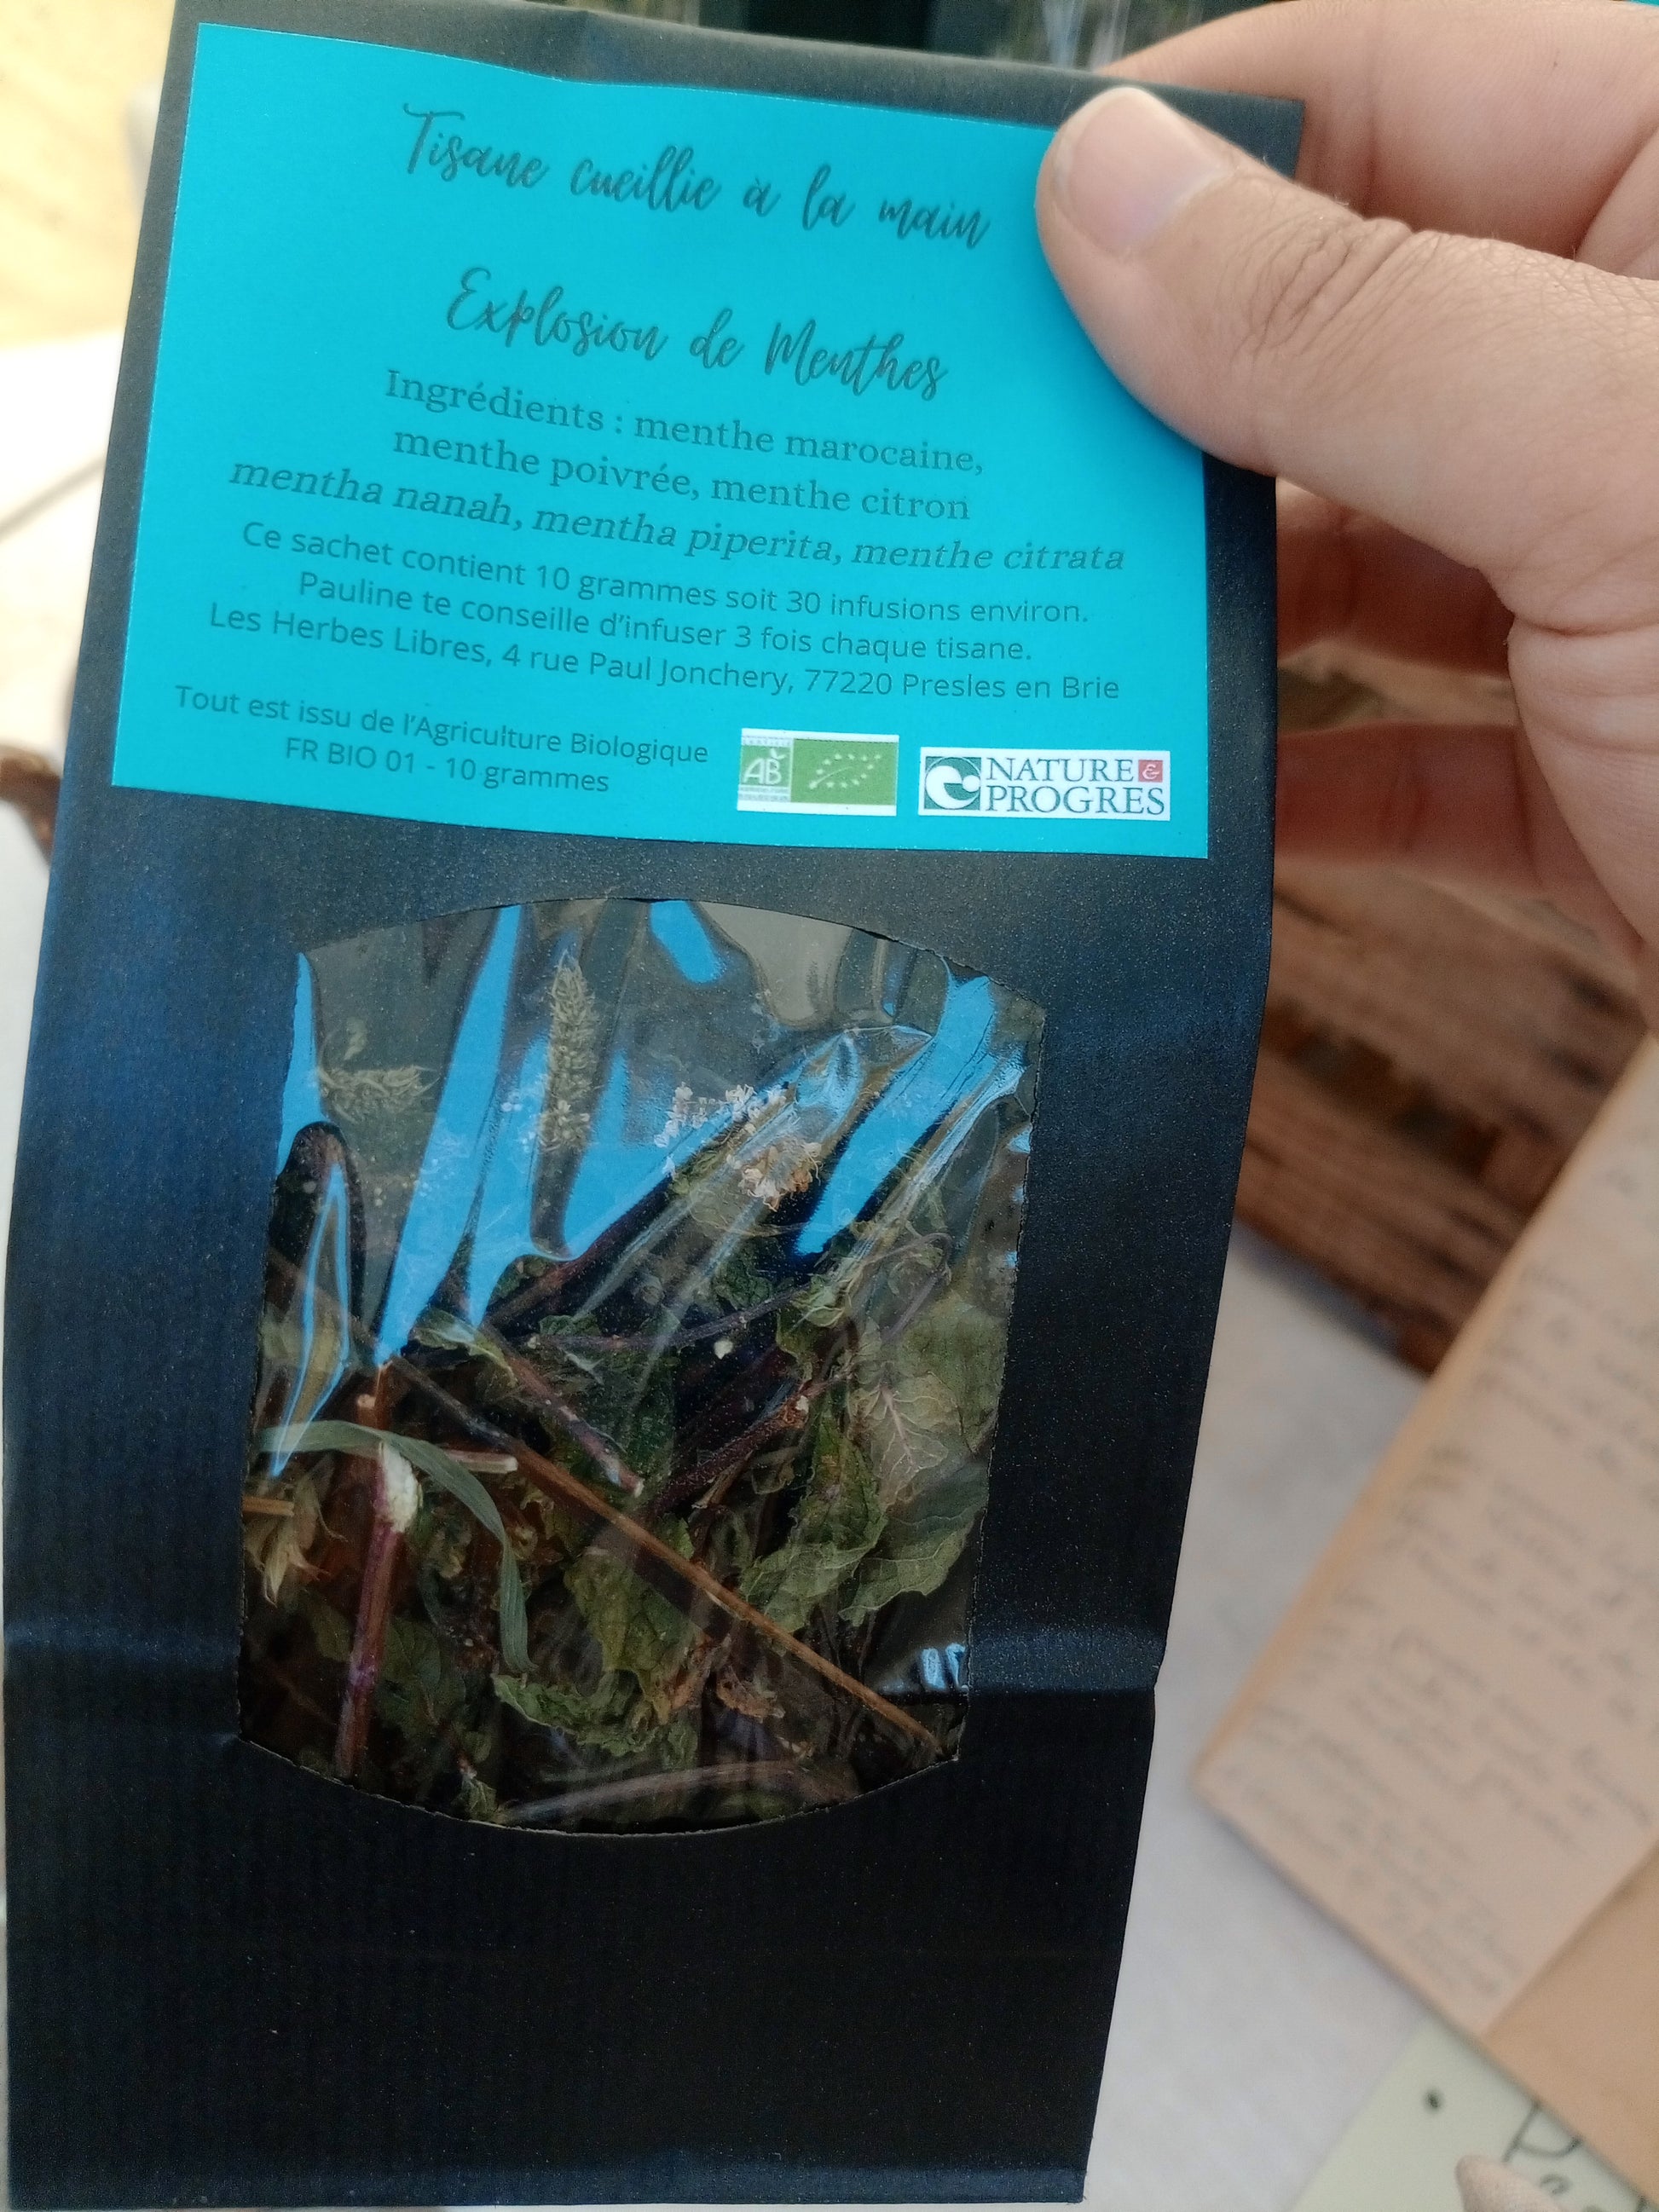 Tisane cueillie à la main
Explosion de Menthes
Ingrédients : menthe marocaine,
menthe poivrée, menthe citron
mentha nanah, mentha piperita, menthe citrata
Ce sachet contient 10 grammes soit 30 infusions environ.
Pauline te conseille d'infuser 3 fois chaque tisane.
Les Herbes Libres, 4 rue Paul Jonchery, 77220 Presles en Brie
Tout est issu de l'Agriculture Biologique
FR BIO 01 - 10 grammes
AB
NATURE &
PROGRES